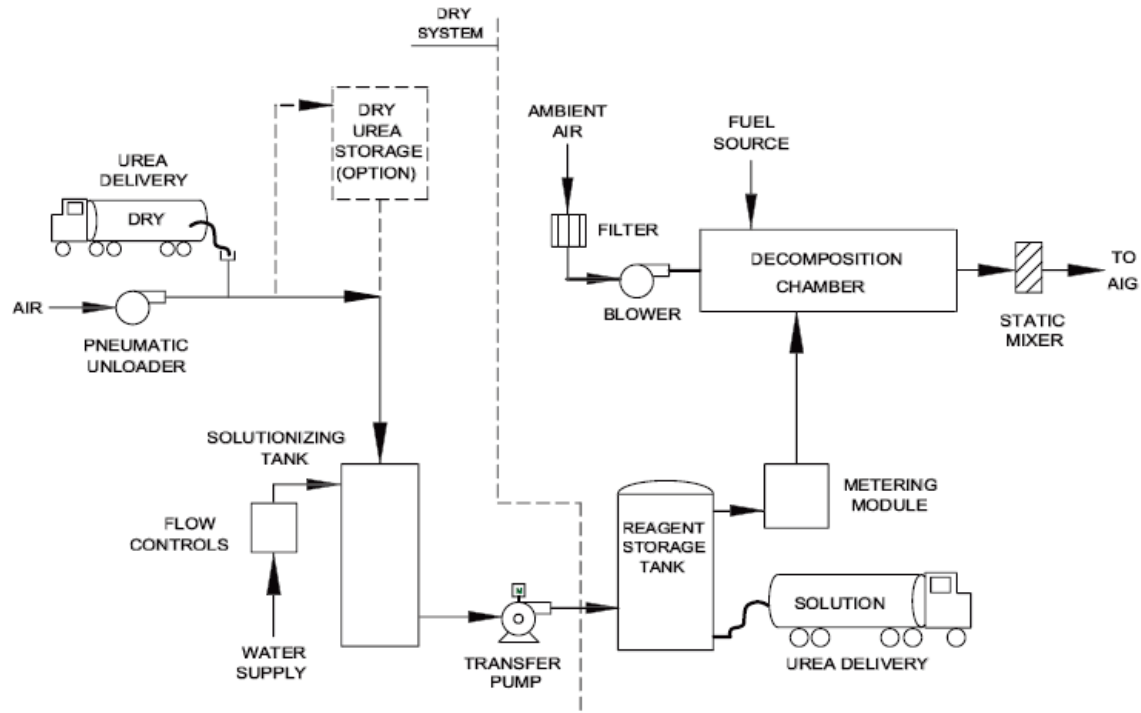 DRY
SYSTEM
DRY
UREA
STORAGE
(OPTION)
AMBIENT
AIR
FUEL
SOURCE
UREA
DELIVERY
DRY
FILTER
DECOMPOSITION
CHAMBER
TO
AIG
AIR
BLOWER
STATIC
MIXER
PNEUMATIC
UNLOADER
SOLUTIONIZING
TANK
METERING
MODULE
FLOW
CONTROLS
REAGENT
STORAGE
TANK
M
SOLUTION
WATER
SUPPLY
TRANSFER
PUMP
UREA DELIVERY